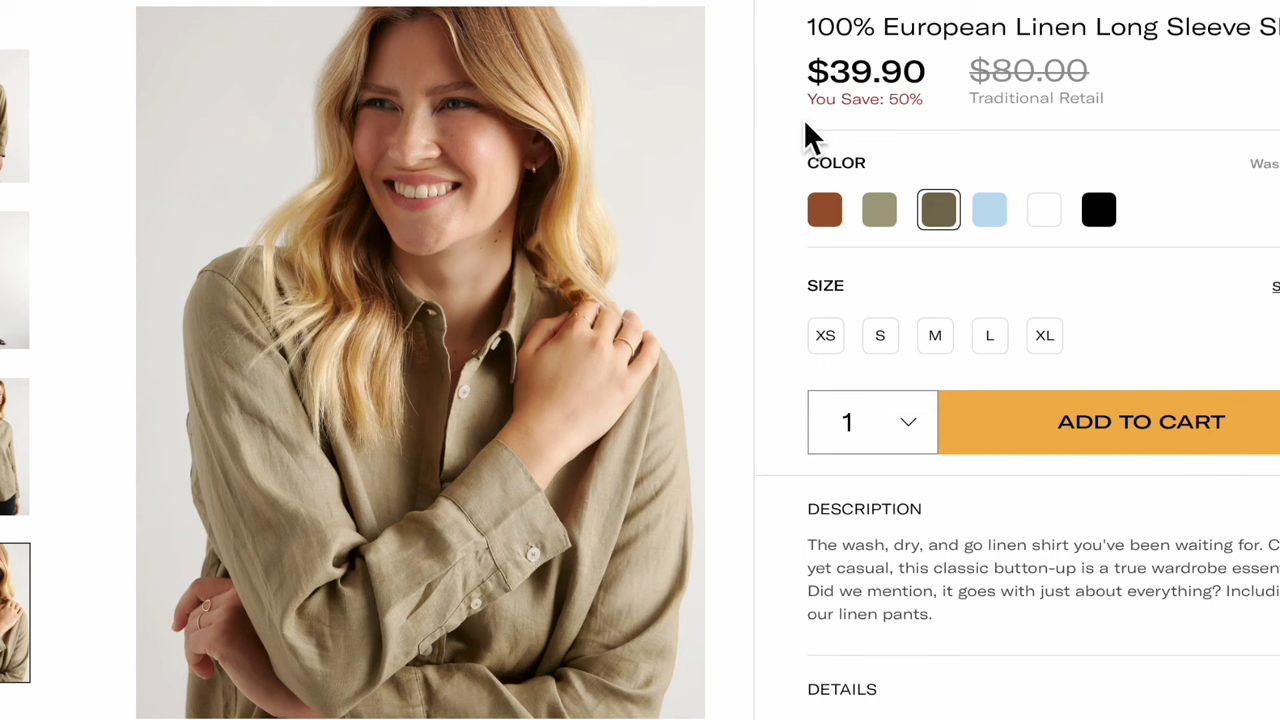 100% European Linen Long Sleeve
$39.90 $80.00
You Save: 50% Traditional Retail
COLOR
SIZE
XS S M L XL
1 ADD TO CART
DESCRIPTION
The wash, dry, and go linen shirt you've been waiting for.
yet casual, this classic button-up is a true wardrobe
Did we mention, it goes with just about everything?
our linen pants.
DETAILS